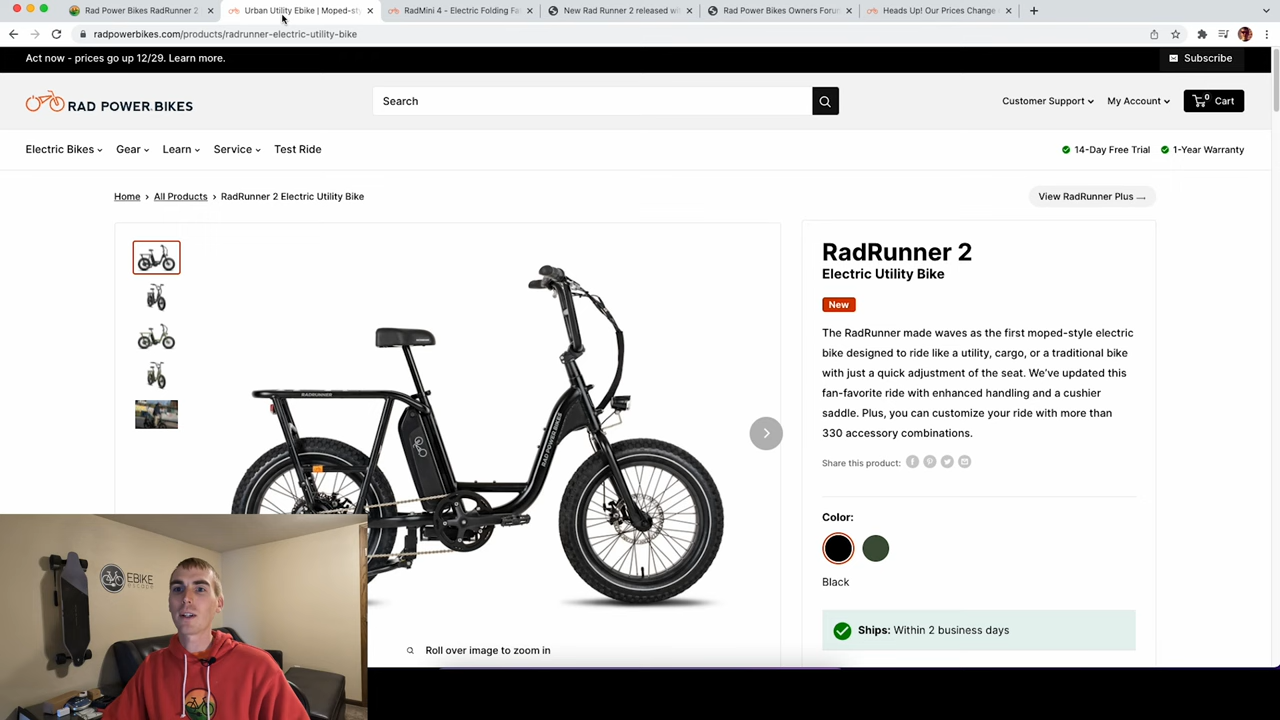 Rad Power Bikes RadRunner 2
Urban Utility Ebike | Moped-sty
RadMini 4 - Electric Folding Fa
New Rad Runner 2 released wi
Rad Power Bikes Owners Forum
Heads Up! Our Prices Change
radpowerbikes.com/products/radrunner-electric-utility-bike
Act now - prices go up 12/29. Learn more.
Subscribe
RAD POWER BIKES
Search
Customer Support
My Account
0 Cart
Electric Bikes
Gear
Learn
Service
Test Ride
14-Day Free Trial
1-Year Warranty
Home › All Products › RadRunner 2 Electric Utility Bike
View RadRunner Plus
RadRunner 2
Electric Utility Bike
New
The RadRunner made waves as the first moped-style electric
bike designed to ride like a utility, cargo, or a traditional bike
with just a quick adjustment of the seat. We've updated this
fan-favorite ride with enhanced handling and a cushier
saddle. Plus, you can customize your ride with more than
330 accessory combinations.
Share this product:
Color:
Black
Ships: Within 2 business days
RADRUNNER
RAD POWER BIKES
Roll over image to zoom in
EBIKE
escape